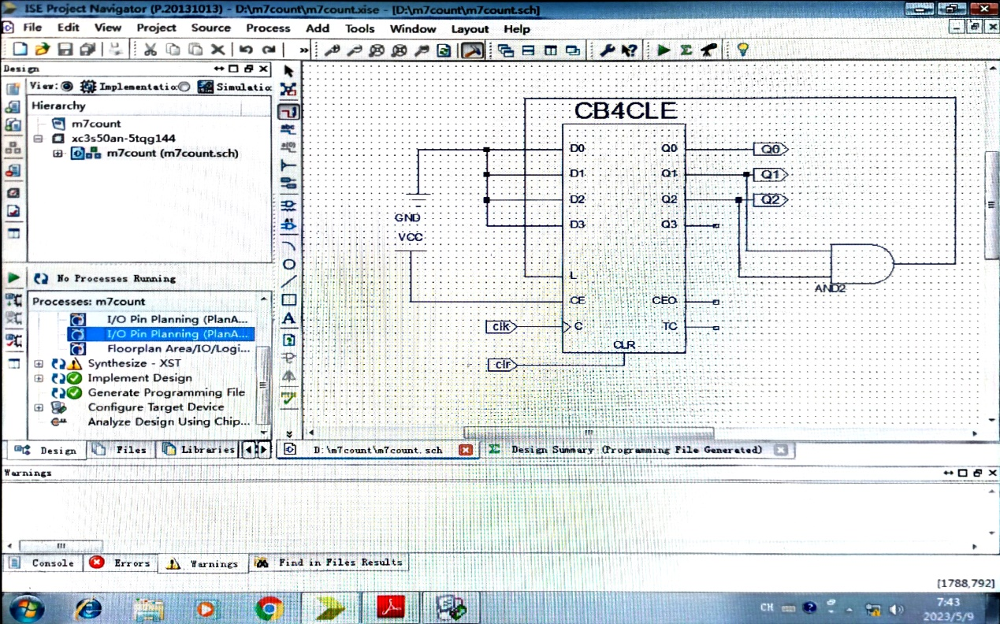 ISE Project Navigator (P.20131013) - D:\m7count\m7count.xise - [D:\m7count\m7count.sch]
File Edit View Project Source Process Add Tools Window Layout Help
Design
View: Implementatio Simulatio
Hierarchy
m7count
xc3s50an-5tqg144
m7count (m7count.sch)
No Processes Running
Processes: m7count
I/O Pin Planning (PlanA...
I/O Pin Planning (PlanA...
Floorplan Area/IO/Logi...
Synthesize - XST
Implement Design
Generate Programming File
Configure Target Device
Analyze Design Using Chip...
Design Files Libraries
CB4CLE
D0 Q0 Q0
D1 Q1 Q1
D2 Q2 Q2
D3 Q3
GND
VCC
L
AND2
CE CEO
clk C TC
CLR
clr
D:\m7count\m7count.sch Design Summary (Programming File Generated)
Warnings
Console Errors Warnings Find in Files Results
[1788,792]
CH
7:43
2023/5/9